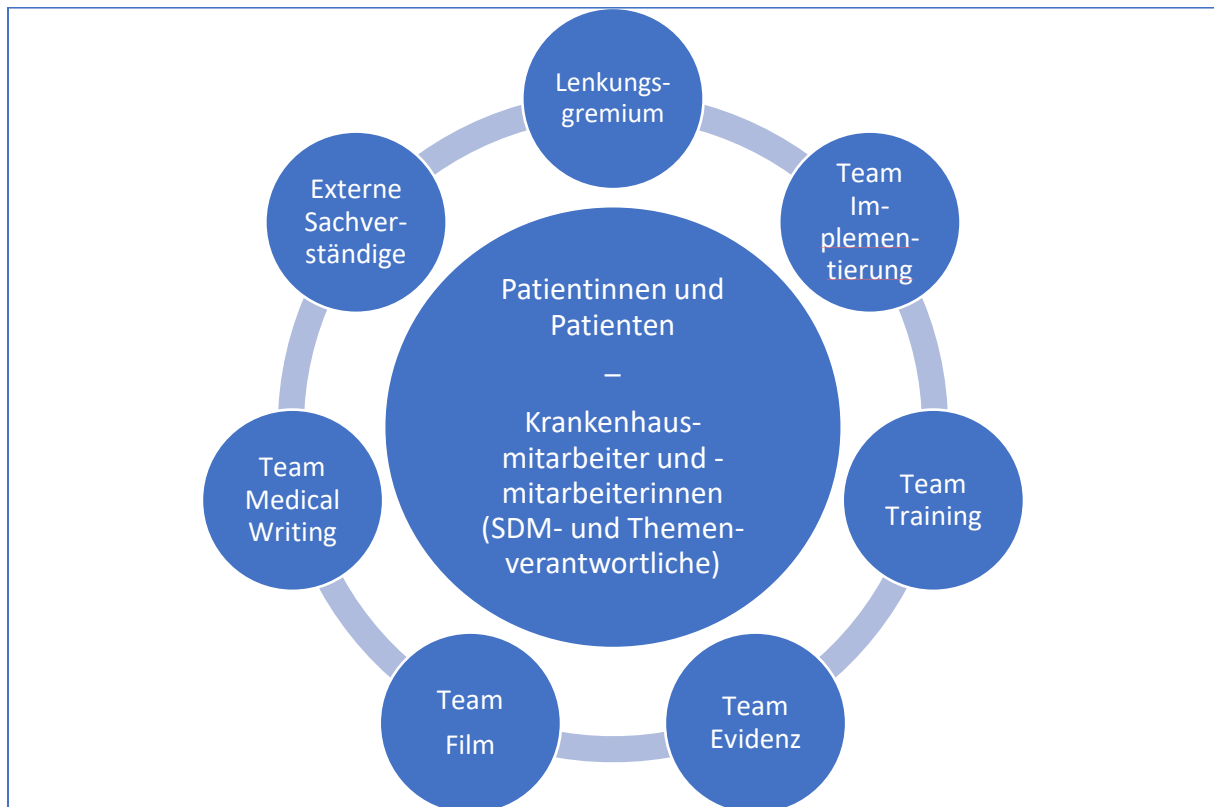 Lenkungs-
gremium
Team
Im-
plemen-
tierung
Team
Training
Team
Evidenz
Team
Film
Team
Medical
Writing
Externe
Sachver-
ständige
Patientinnen und
Patienten
–
Krankenhaus-
mitarbeiter und -
mitarbeiterinnen
(SDM- und Themen-
verantwortliche)